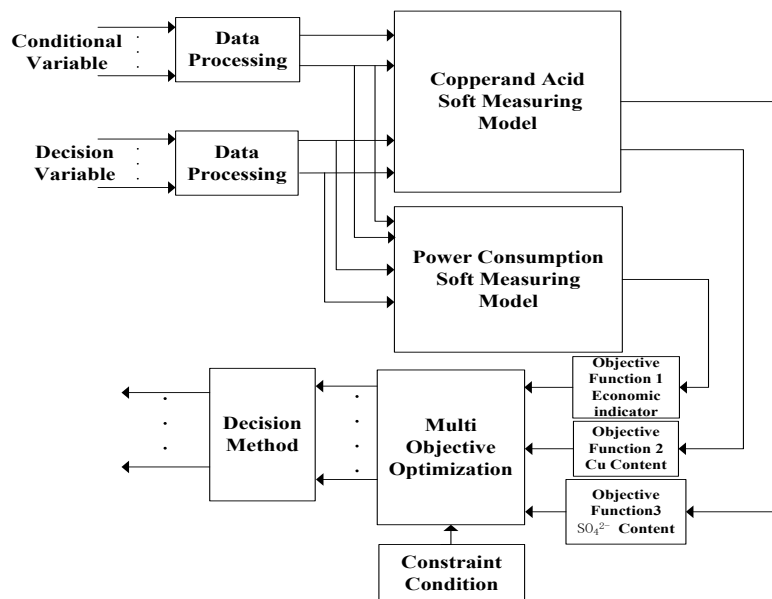 Conditional
Variable
Data
Processing
Copperand Acid
Soft Measuring
Model
Decision
Variable
Data
Processing
Power Consumption
Soft Measuring
Model
Objective
Function 1
Economic
indicator
Decision
Method
Multi
Objective
Optimization
Objective
Function 2
Cu Content
Objective
Function3
SO₄²⁻ Content
Constraint
Condition